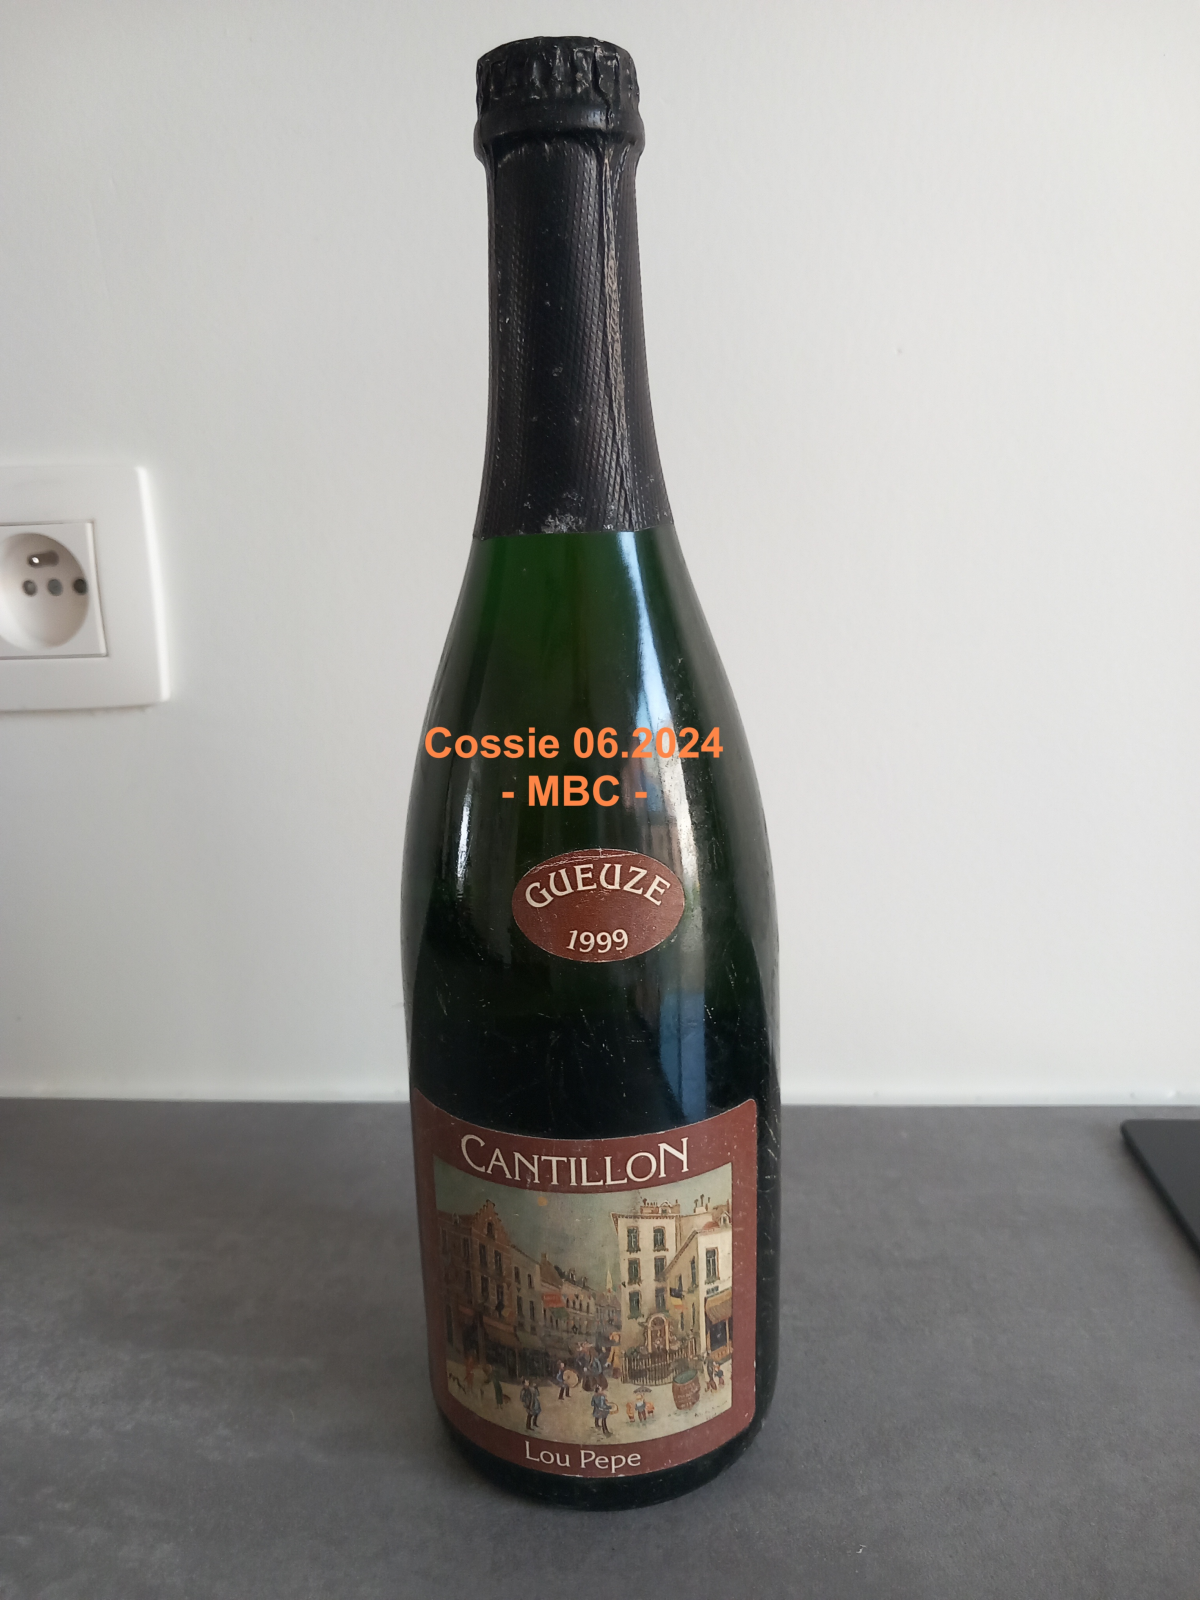 Cossie 06.2024
- MBC -
GUEUZE
1999
CANTILLON
Lou Pepe